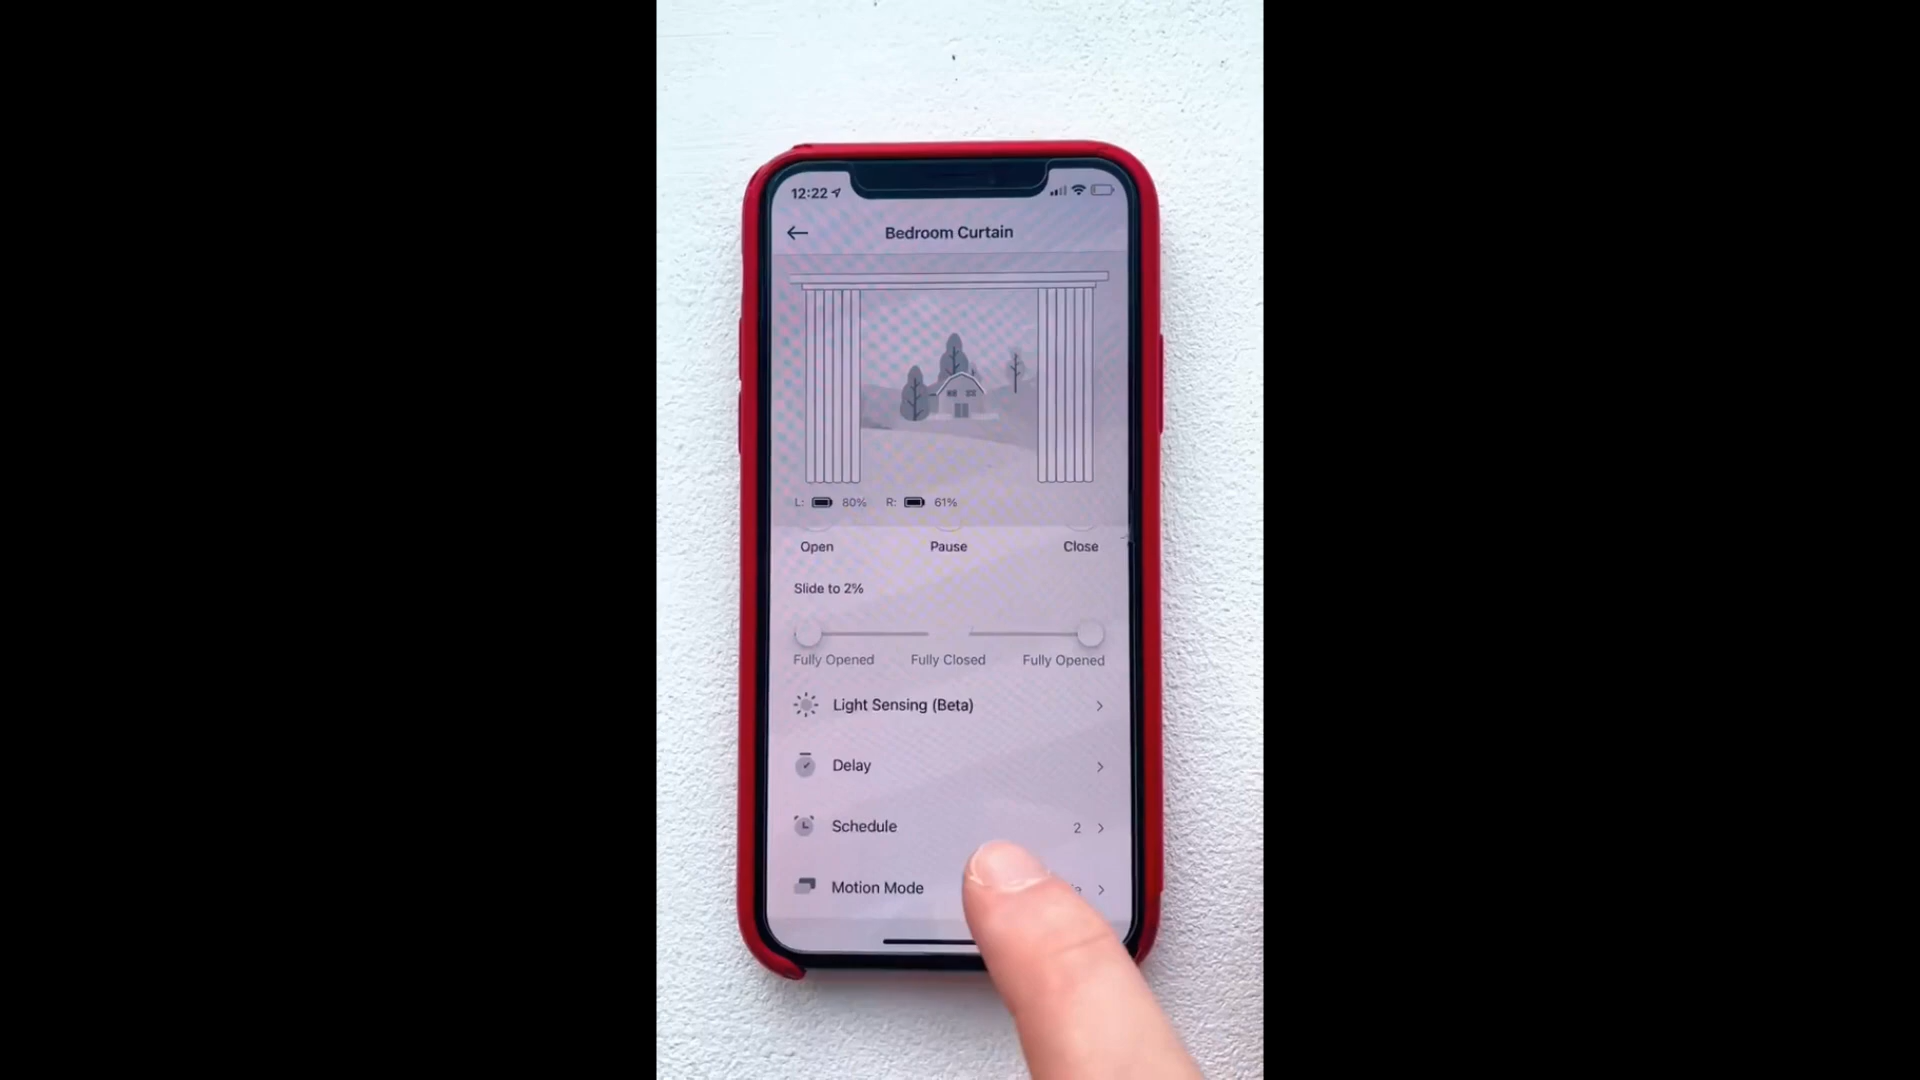 12:22
Bedroom Curtain
L: 80% R: 61%
Open Pause Close
Slide to 2%
Fully Opened Fully Closed Fully Opened
Light Sensing (Beta)
Delay
Schedule 2
Motion Mode